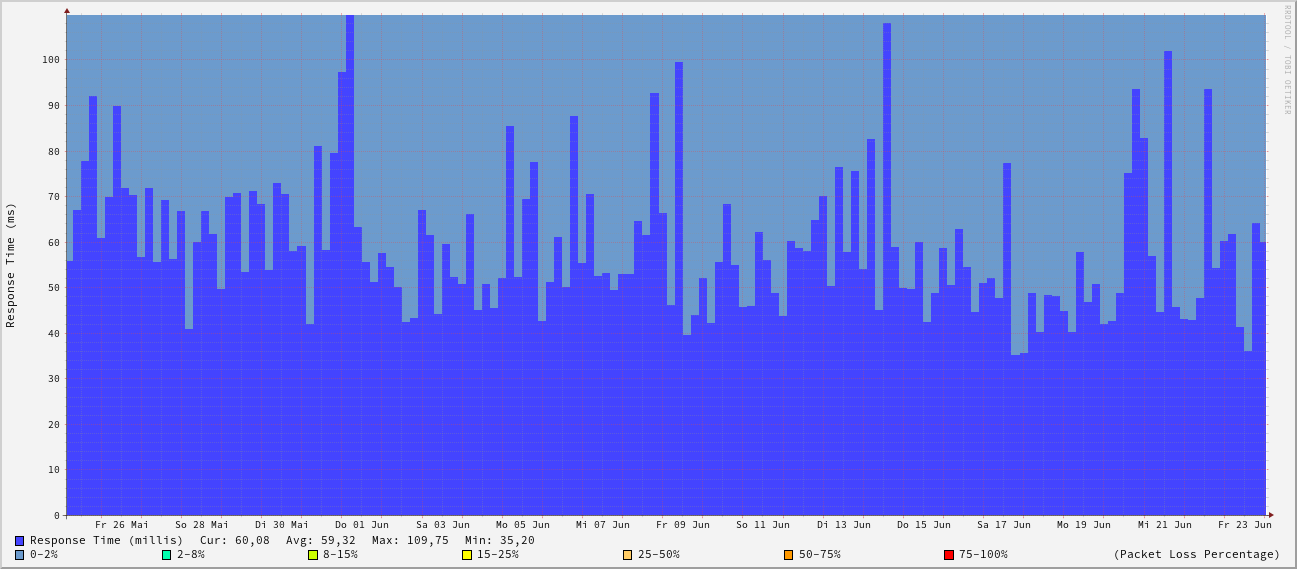 RRDTOOL / TOBI OETIKER
Response Time (ms)
100
90
80
70
60
50
40
30
20
10
0
Fr 26 Mai So 28 Mai Di 30 Mai Do 01 Jun Sa 03 Jun Mo 05 Jun Mi 07 Jun Fr 09 Jun So 11 Jun Di 13 Jun Do 15 Jun Sa 17 Jun Mo 19 Jun Mi 21 Jun Fr 23 Jun
Response Time (millis) Cur: 60,08 Avg: 59,32 Max: 109,75 Min: 35,20
0-2% 2-8% 8-15% 15-25% 25-50% 50-75% 75-100% (Packet Loss Percentage)